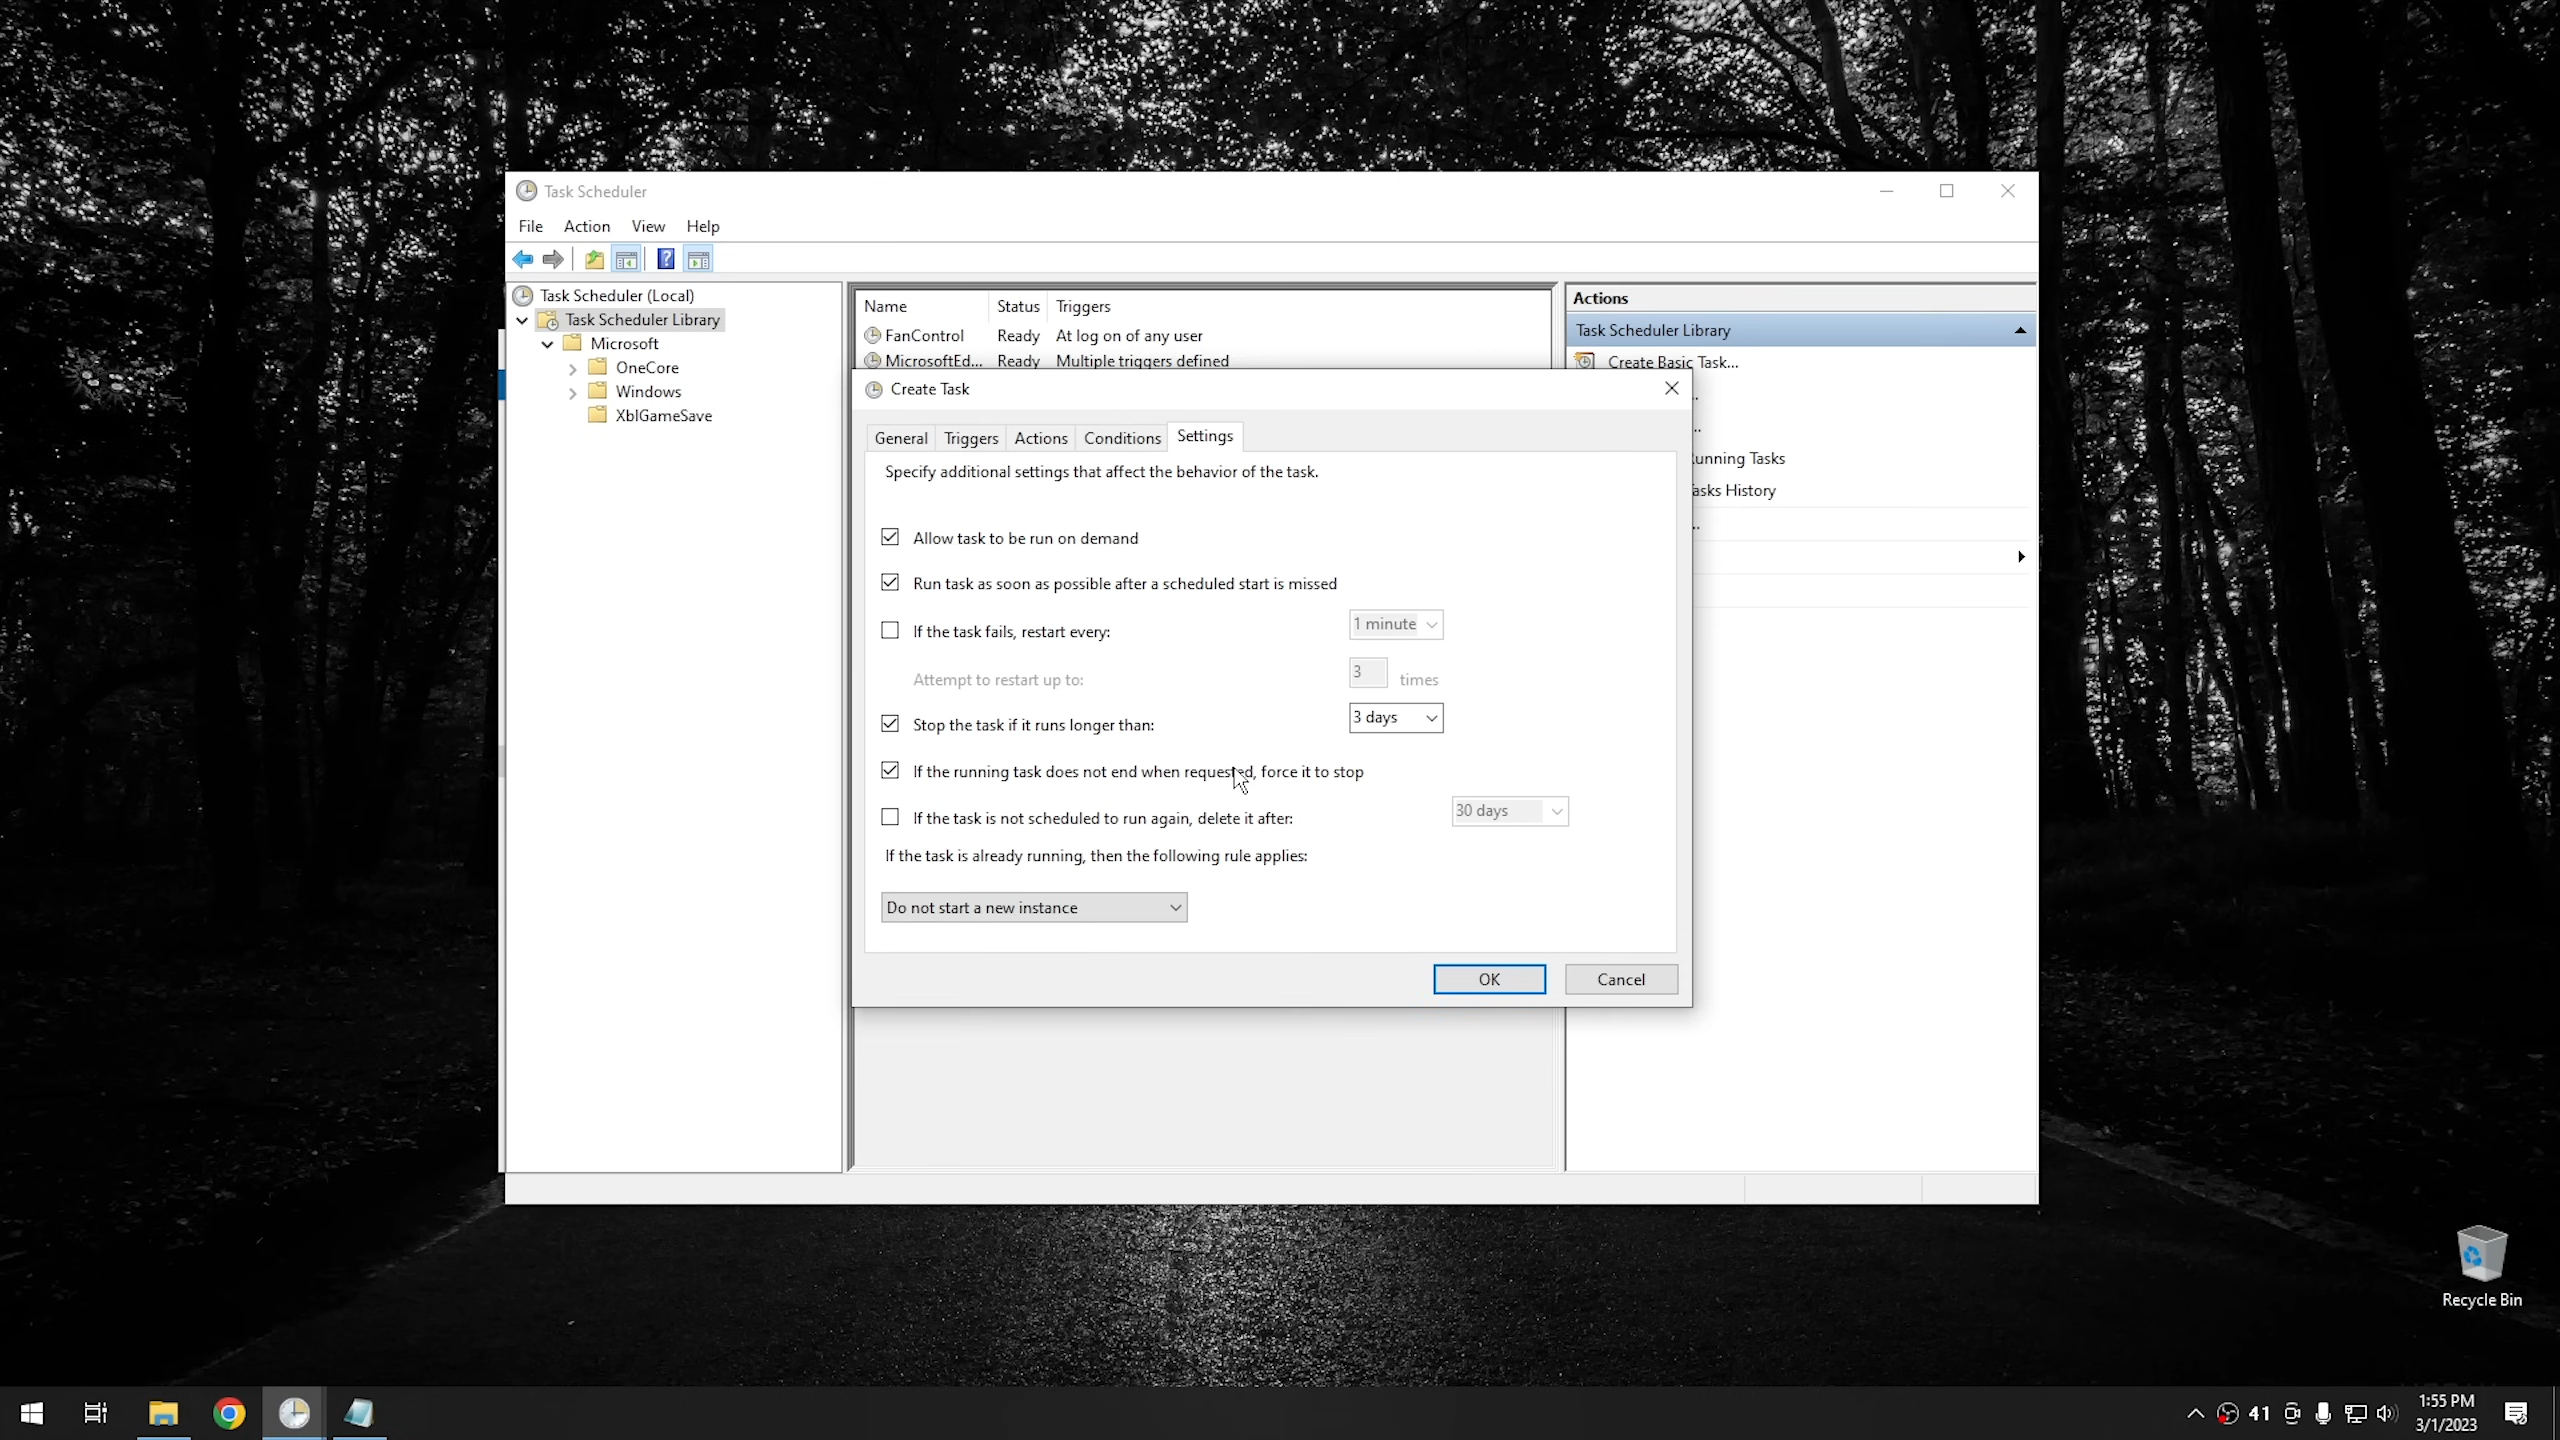 Task Scheduler
File Action View Help
Task Scheduler (Local)
Task Scheduler Library
Microsoft
OneCore
Windows
XblGameSave
Name Status Triggers
FanControl Ready At log on of any user
MicrosoftEd... Ready Multiple triggers defined
Actions
Task Scheduler Library
Create Basic Task...
...
...
Running Tasks
Tasks History
...
Create Task
General Triggers Actions Conditions Settings
Specify additional settings that affect the behavior of the task.
Allow task to be run on demand
Run task as soon as possible after a scheduled start is missed
If the task fails, restart every: 1 minute
Attempt to restart up to: 3 times
Stop the task if it runs longer than: 3 days
If the running task does not end when requested, force it to stop
If the task is not scheduled to run again, delete it after: 30 days
If the task is already running, then the following rule applies:
Do not start a new instance
OK Cancel
Recycle Bin
41
1:55 PM
3/1/2023